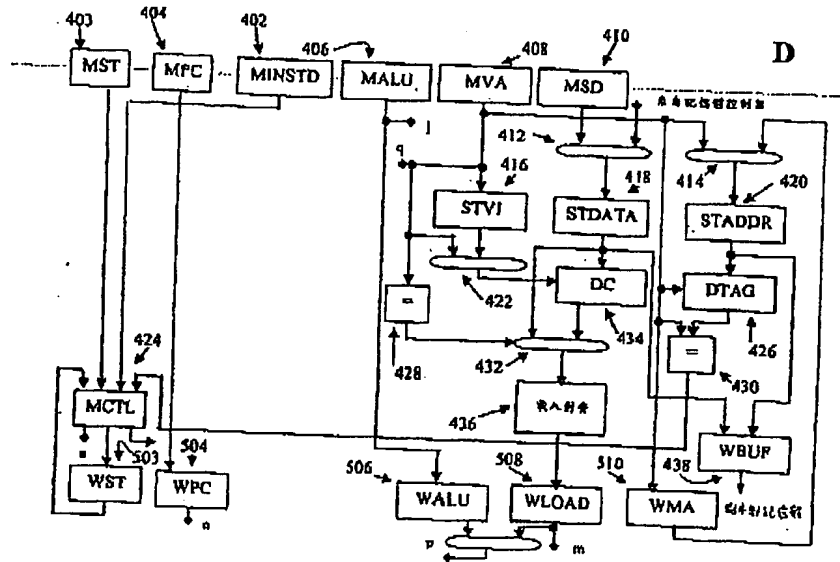 403
404
402
406
408
410
D
MST
MPC
MINSTD
MALU
MVA
MSD
l
412
q
416
418
414
420
STVI
STDATA
STADDR
422
DC
DTAG
=
428
434
426
432
=
430
424
MCTL
436
WBUF
438
503
504
506
508
510
WST
WPC
WALU
WLOAD
WMA
p
m